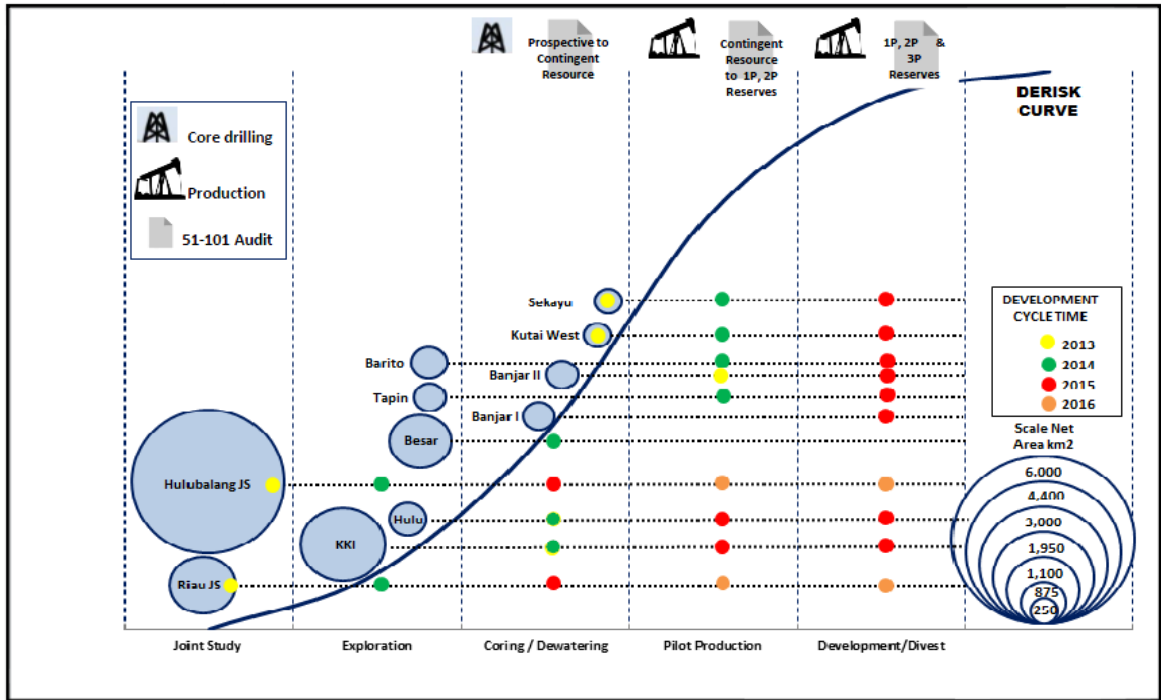 Prospective to
Contingent
Resource
Contingent
Resource
to 1P, 2P
Reserves
1P, 2P &
3P
Reserves
DERISK
CURVE
Core drilling
Production
51-101 Audit
Sekayu
Kutai West
Barito
Banjar II
Tapin
Banjar I
Besar
Hulubalang JS
Hulu
KKI
Riau JS
DEVELOPMENT
CYCLE TIME
2013
2014
2015
2016
Scale Net
Area km2
6.000
4,400
3,000
1,950
1,100
875
250
Joint Study
Exploration
Coring / Dewatering
Pilot Production
Development/Divest